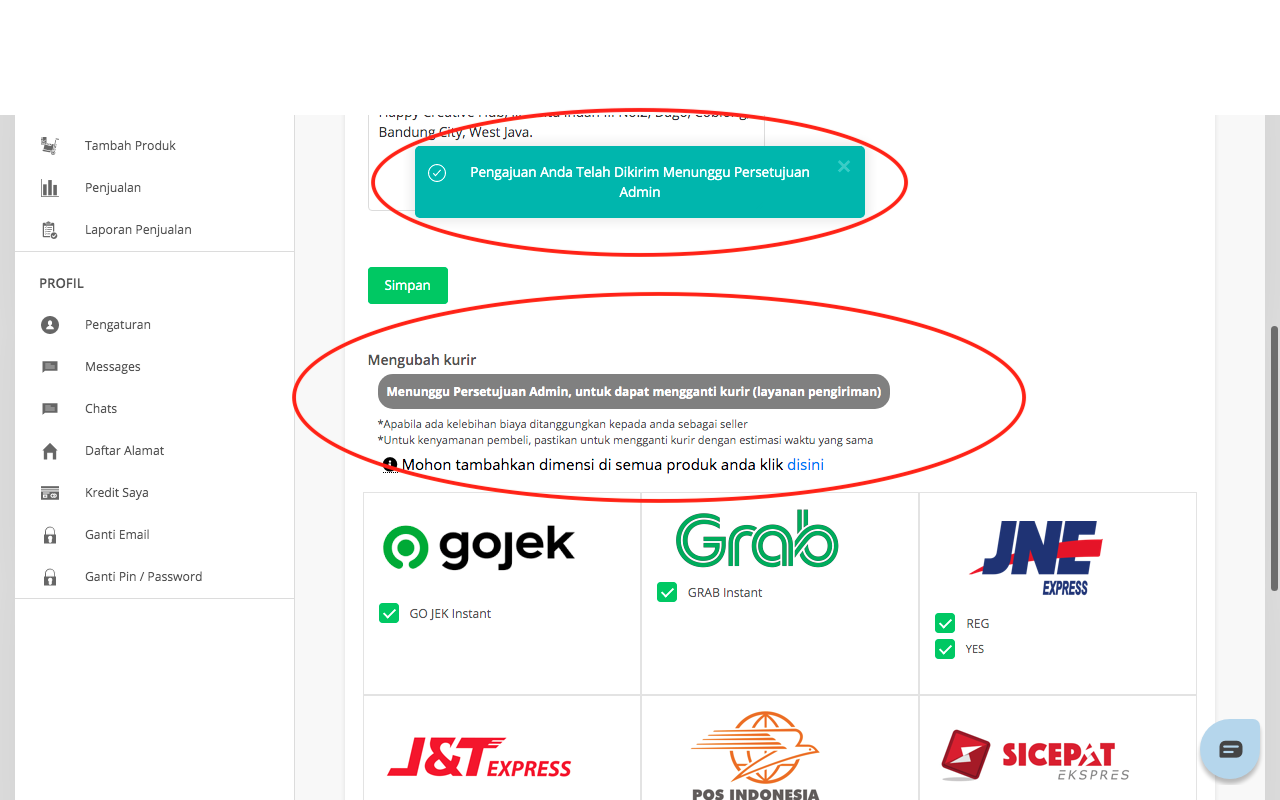 Tambah Produk
Penjualan
Laporan Penjualan
PROFIL
Pengaturan
Messages
Chats
Daftar Alamat
Kredit Saya
Ganti Email
Ganti Pin / Password
Bandung City, West Java.
Pengajuan Anda Telah Dikirim Menunggu Persetujuan
Admin
Simpan
Mengubah kurir
Menunggu Persetujuan Admin, untuk dapat mengganti kurir (layanan pengiriman)
*Apabila ada kelebihan biaya ditanggungkan kepada anda sebagai seller
*Untuk kenyamanan pembeli, pastikan untuk mengganti kurir dengan estimasi waktu yang sama
Mohon tambahkan dimensi di semua produk anda klik disini
gojek
GO JEK Instant
Grab
GRAB Instant
JNE
EXPRESS
REG
YES
J&T EXPRESS
POS INDONESIA
SICEPAT
EKSPRES